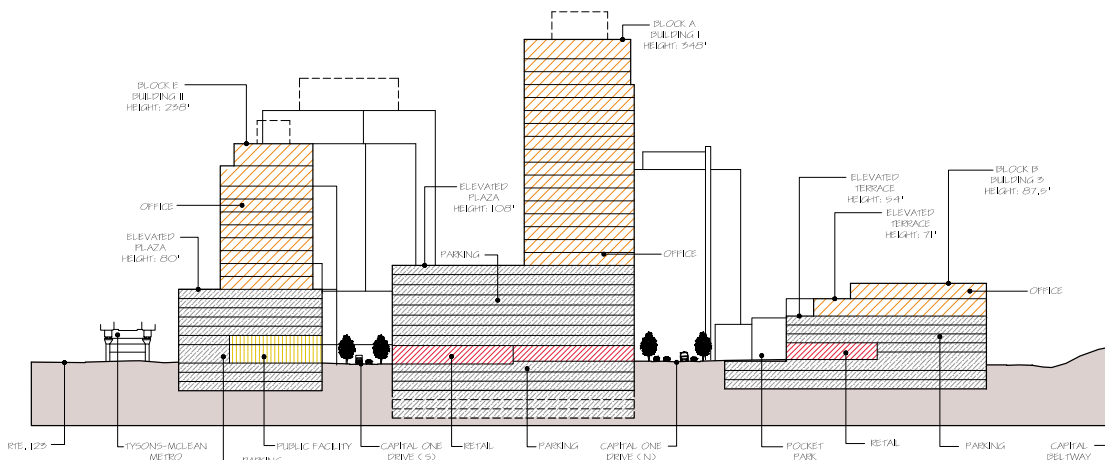 BLOCK A
BUILDING 1
HEIGHT: 348'
BLOCK E
BUILDING 11
HEIGHT: 238'
ELEVATED
PLAZA
HEIGHT: 108'
ELEVATED
TERRACE
HEIGHT: 54'
BLOCK B
BUILDING 3
HEIGHT: 87.5'
OFFICE
ELEVATED
TERRACE
HEIGHT: 71'
ELEVATED
PLAZA
HEIGHT: 80'
PARKING
OFFICE
OFFICE
RTE. 123
TYSONS-MCLEAN
METRO
PARKING
PUBLIC FACILITY
CAPITAL ONE
DRIVE (S)
RETAIL
PARKING
CAPITAL ONE
DRIVE (N)
POCKET
PARK
RETAIL
PARKING
CAPITAL
BELTWAY